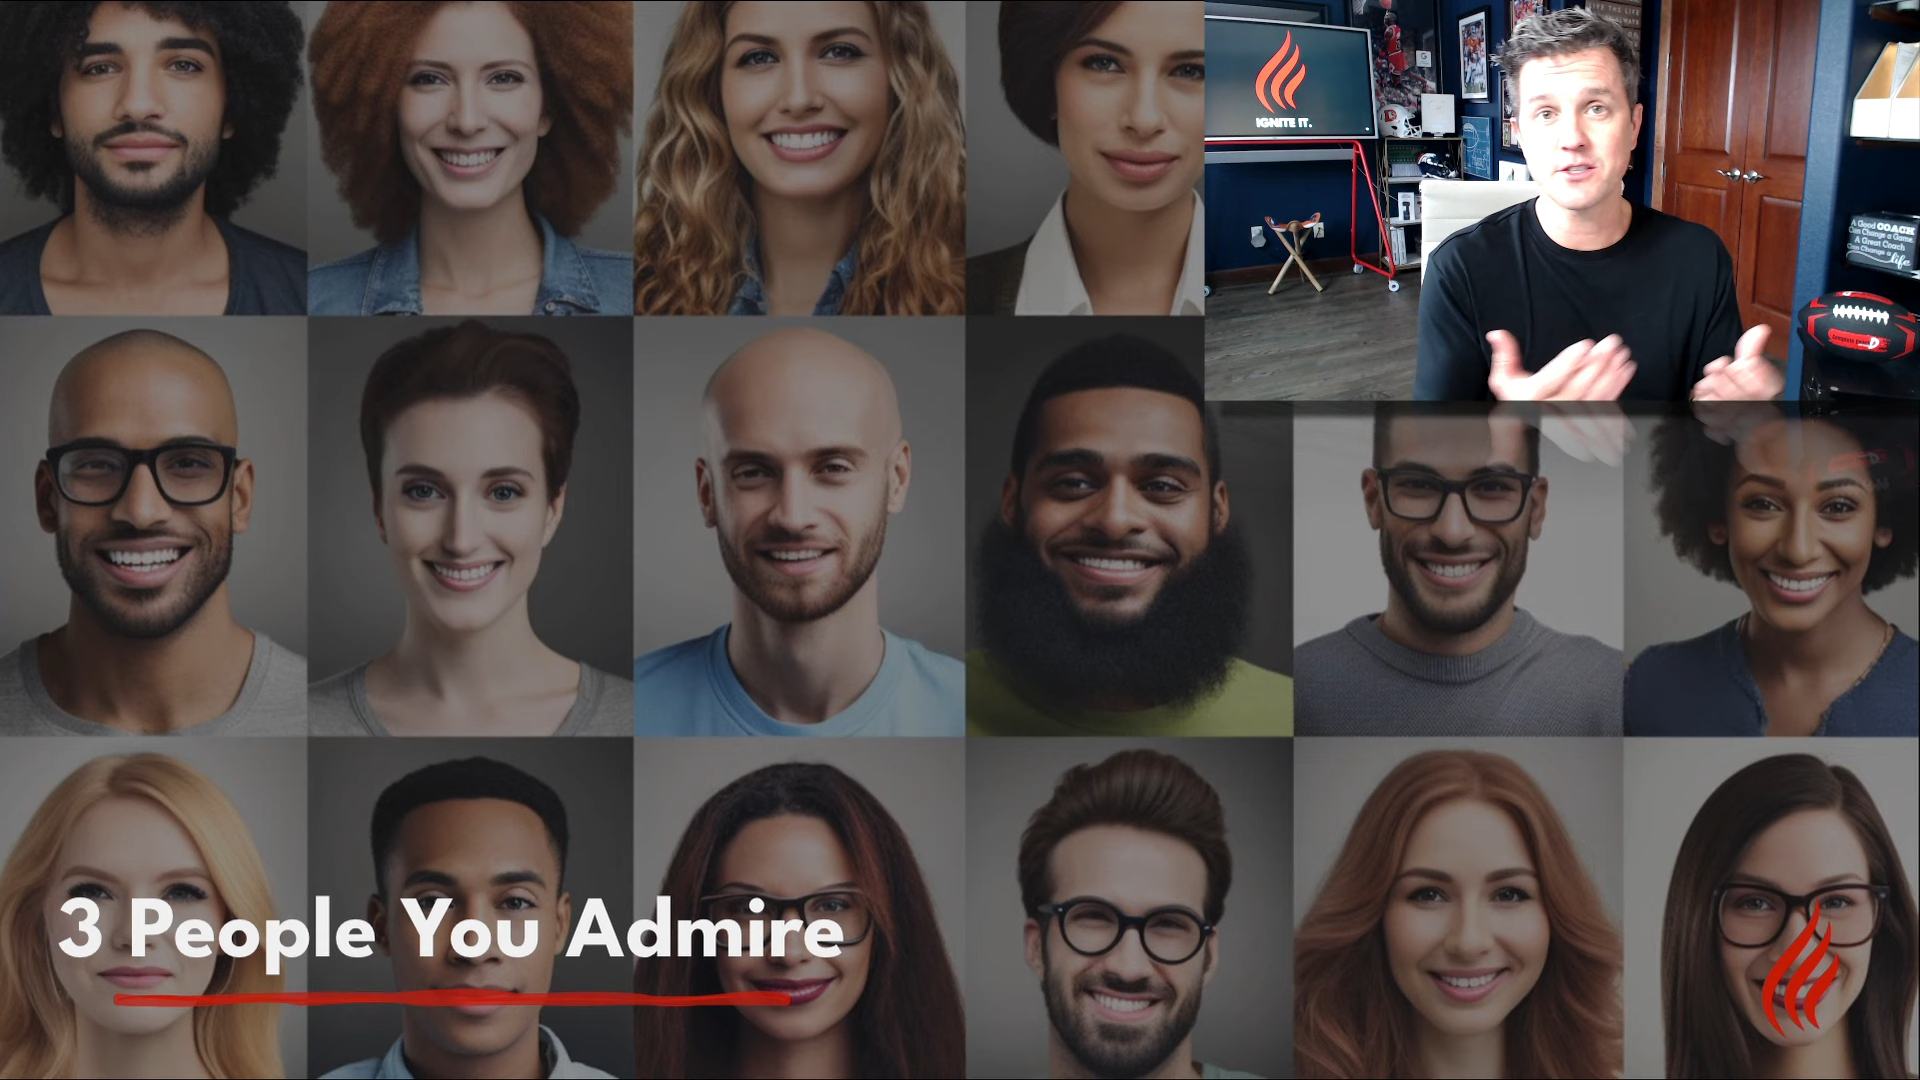 IGNITE IT.
A Good COACH
Can Change a Game.
A Great Coach
Can Change a
life
3 People You Admire